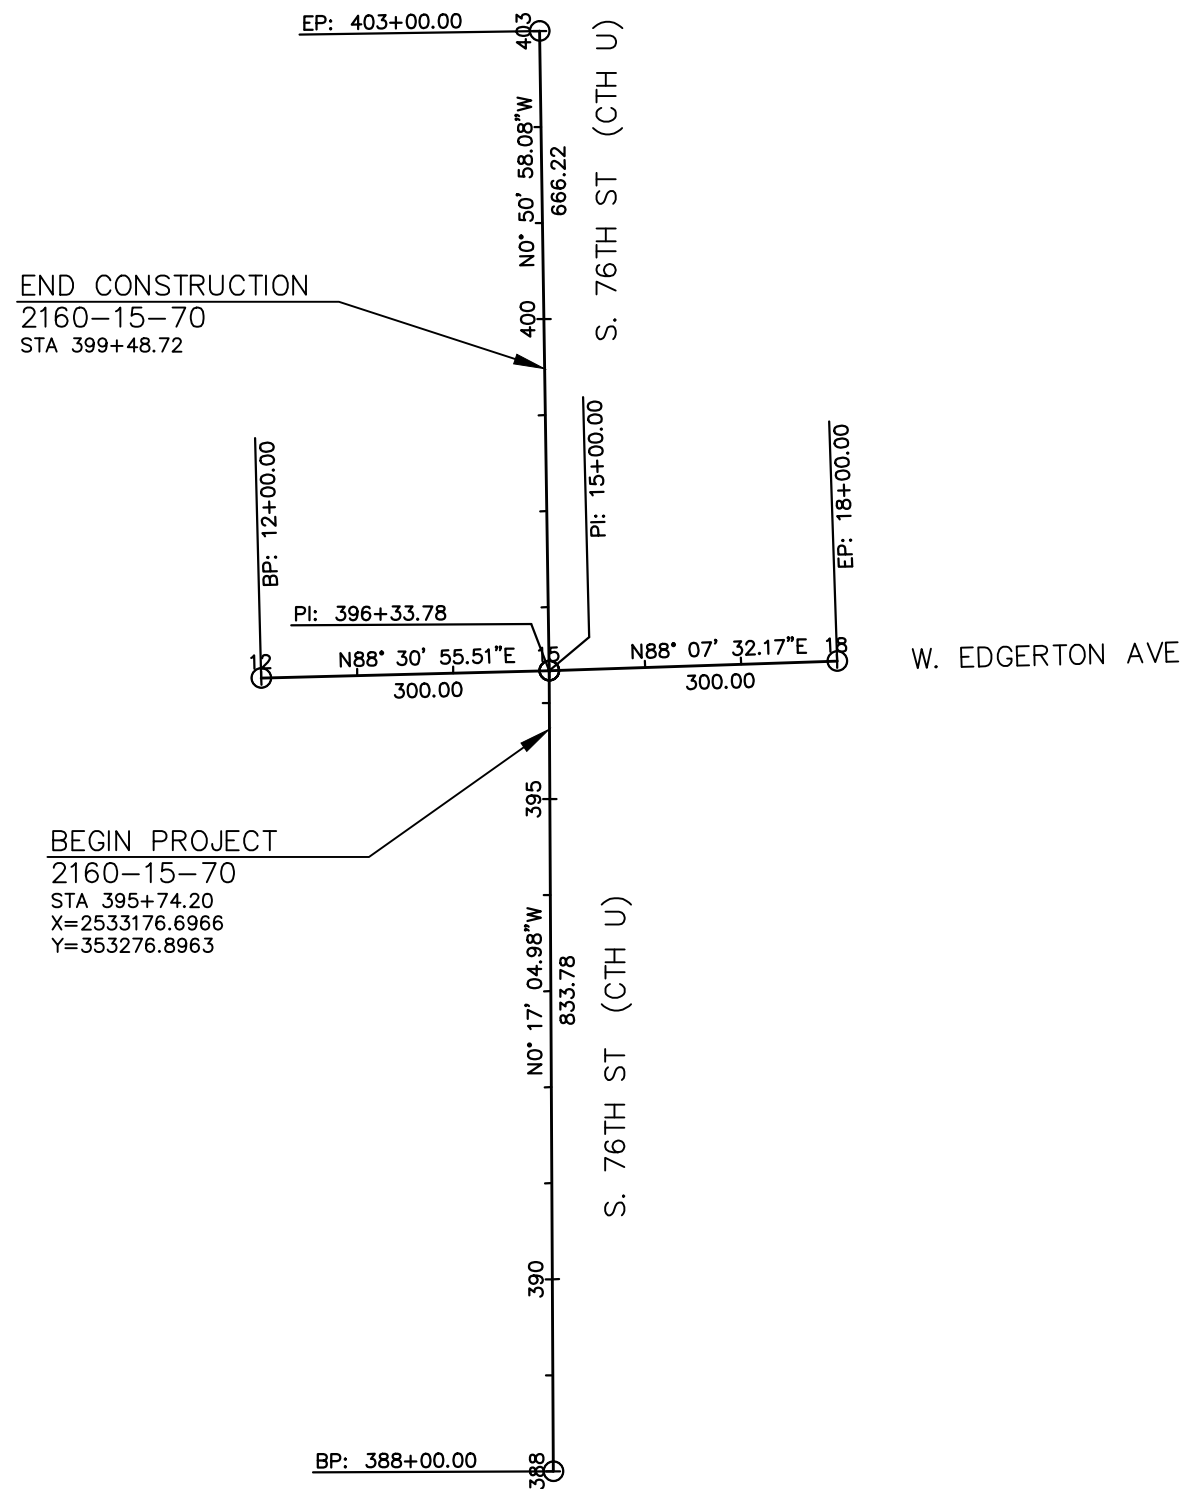 EP: 403+00.00
403
S. 76TH ST (CTH U)
N0° 50' 58.08"W
666.22
END CONSTRUCTION
2160-15-70
STA 399+48.72
400
BP: 12+00.00
PI: 15+00.00
EP: 18+00.00
PI: 396+33.78
12
N88° 30' 55.51"E
300.00
15
N88° 07' 32.17"E
300.00
18
W. EDGERTON AVE
395
BEGIN PROJECT
2160-15-70
STA 395+74.20
X=2533176.6966
Y=353276.8963
N0° 17' 04.98"W
833.78
S. 76TH ST (CTH U)
390
BP: 388+00.00
388